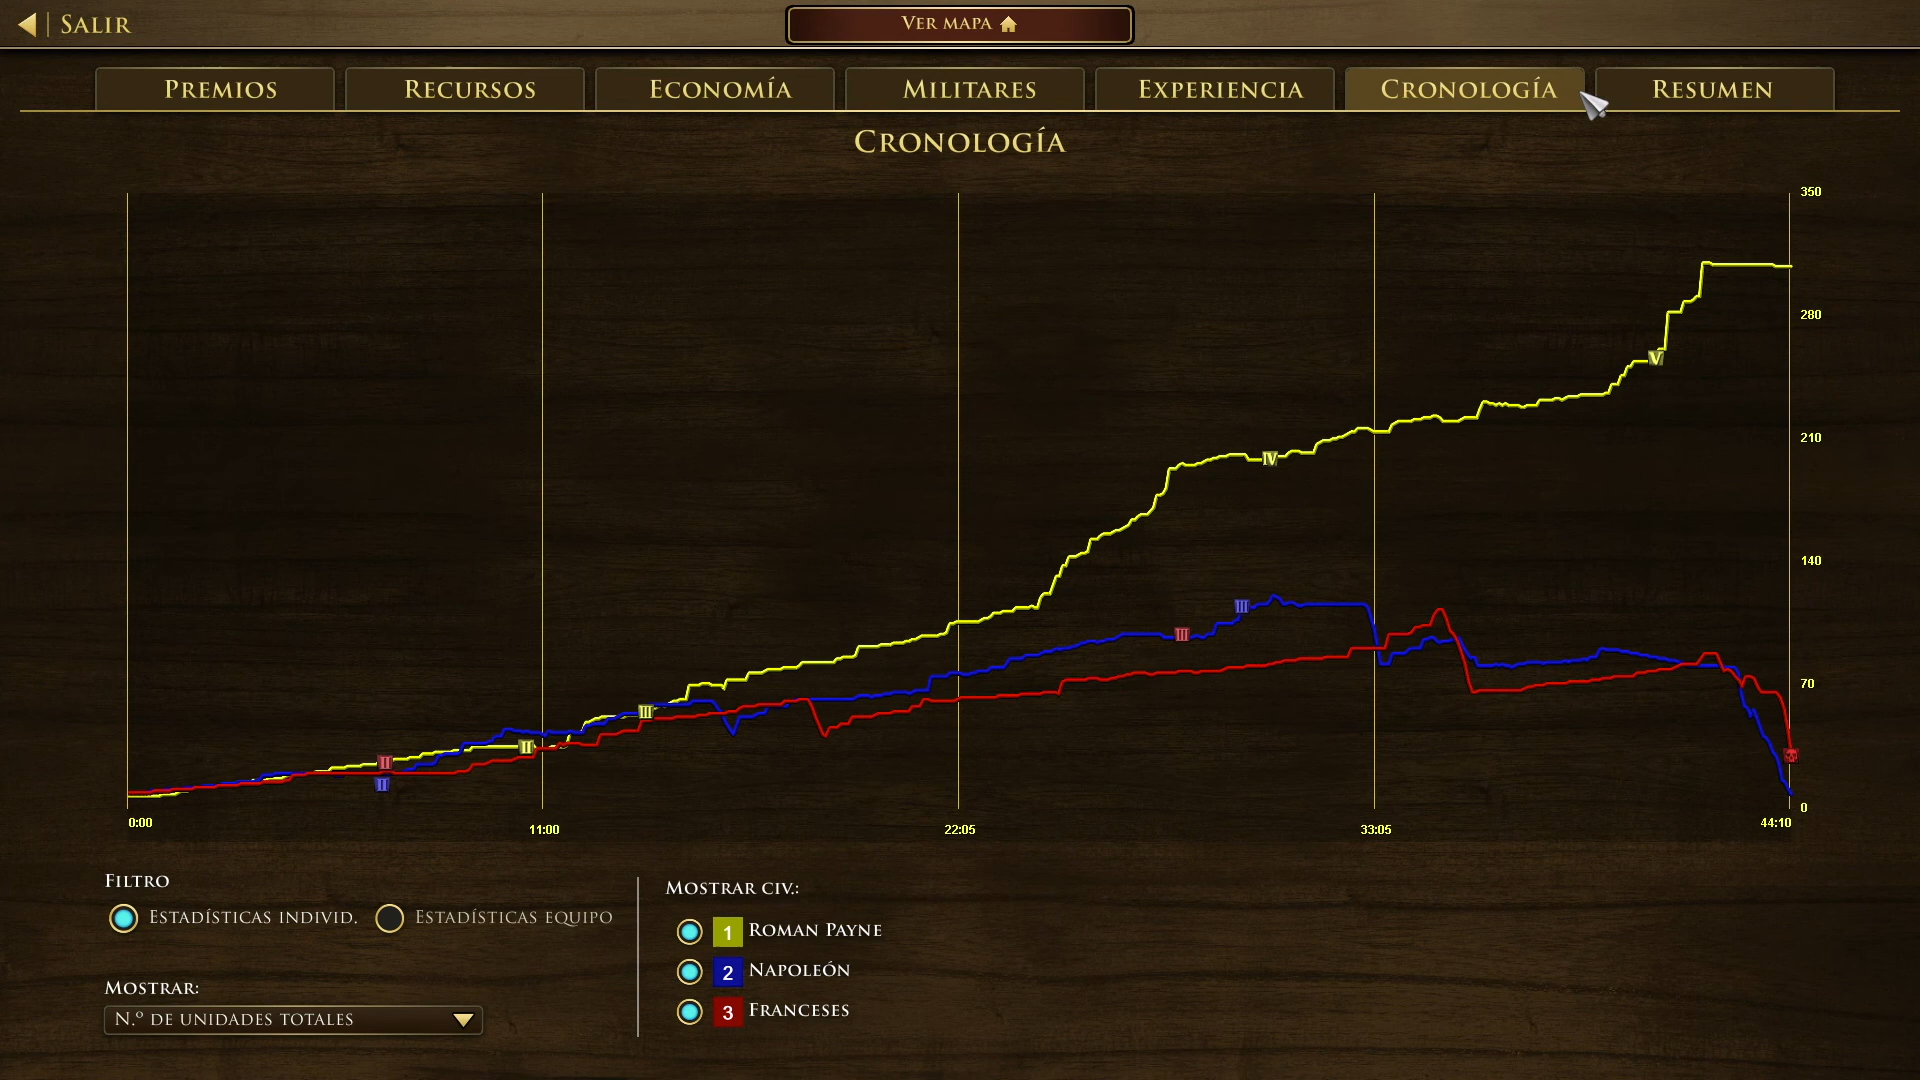 Salir
Ver mapa
Premios
Recursos
Economía
Militares
Experiencia
Cronología
Resumen
Cronología
350
280
210
140
70
0
V
IV
III
III
III
II
II
II
0:00
11:00
22:05
33:05
44:10
Filtro
Estadísticas individ.
Estadísticas equipo
Mostrar:
N.º de unidades totales
Mostrar civ.:
1 Roman Payne
2 Napoleón
3 Franceses